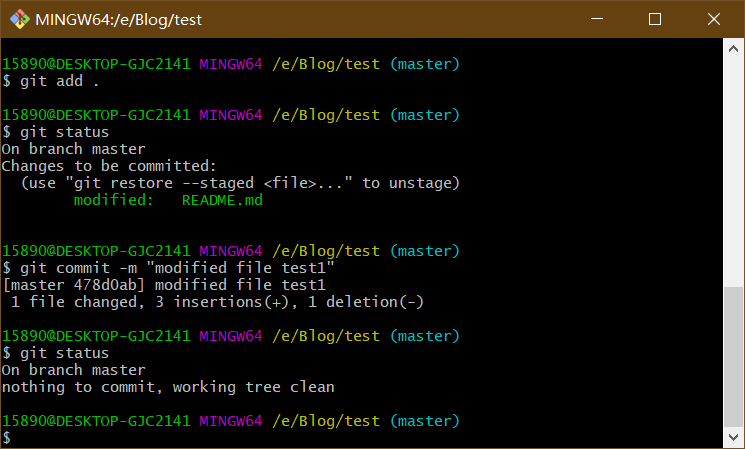 MINGW64:/e/Blog/test
15890@DESKTOP-GJC2141 MINGW64 /e/Blog/test (master)
$ git add .
15890@DESKTOP-GJC2141 MINGW64 /e/Blog/test (master)
$ git status
On branch master
Changes to be committed:
  (use "git restore --staged <file>..." to unstage)
        modified:   README.md
15890@DESKTOP-GJC2141 MINGW64 /e/Blog/test (master)
$ git commit -m "modified file test1"
[master 478d0ab] modified file test1
 1 file changed, 3 insertions(+), 1 deletion(-)
15890@DESKTOP-GJC2141 MINGW64 /e/Blog/test (master)
$ git status
On branch master
nothing to commit, working tree clean
15890@DESKTOP-GJC2141 MINGW64 /e/Blog/test (master)
$